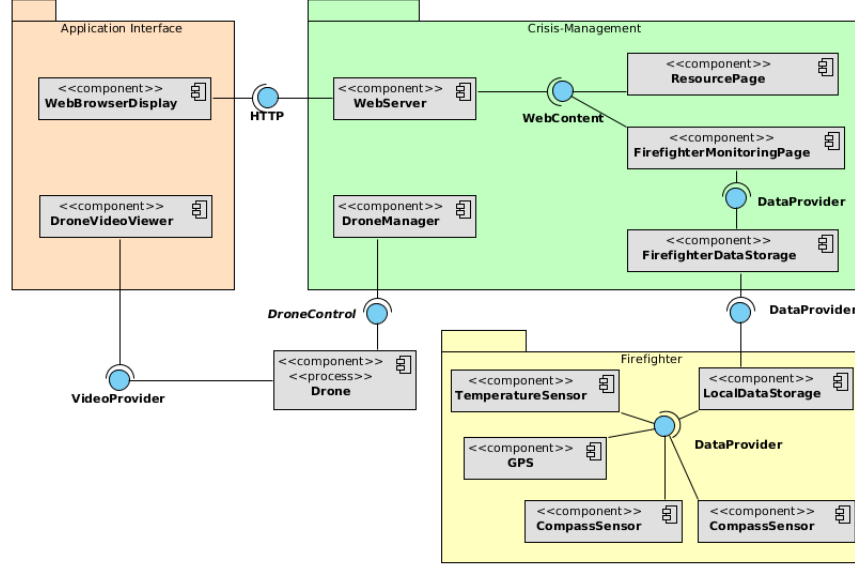 Application Interface
Crisis-Management
<<component>>
WebBrowserDisplay
HTTP
<<component>>
WebServer
WebContent
<<component>>
ResourcePage
<<component>>
FirefighterMonitoringPage
DataProvider
<<component>>
DroneVideoViewer
<<component>>
DroneManager
<<component>>
FirefighterDataStorage
DroneControl
DataProvider
VideoProvider
<<component>>
<<process>>
Drone
Firefighter
<<component>>
TemperatureSensor
<<component>>
LocalDataStorage
DataProvider
<<component>>
GPS
<<component>>
CompassSensor
<<component>>
CompassSensor